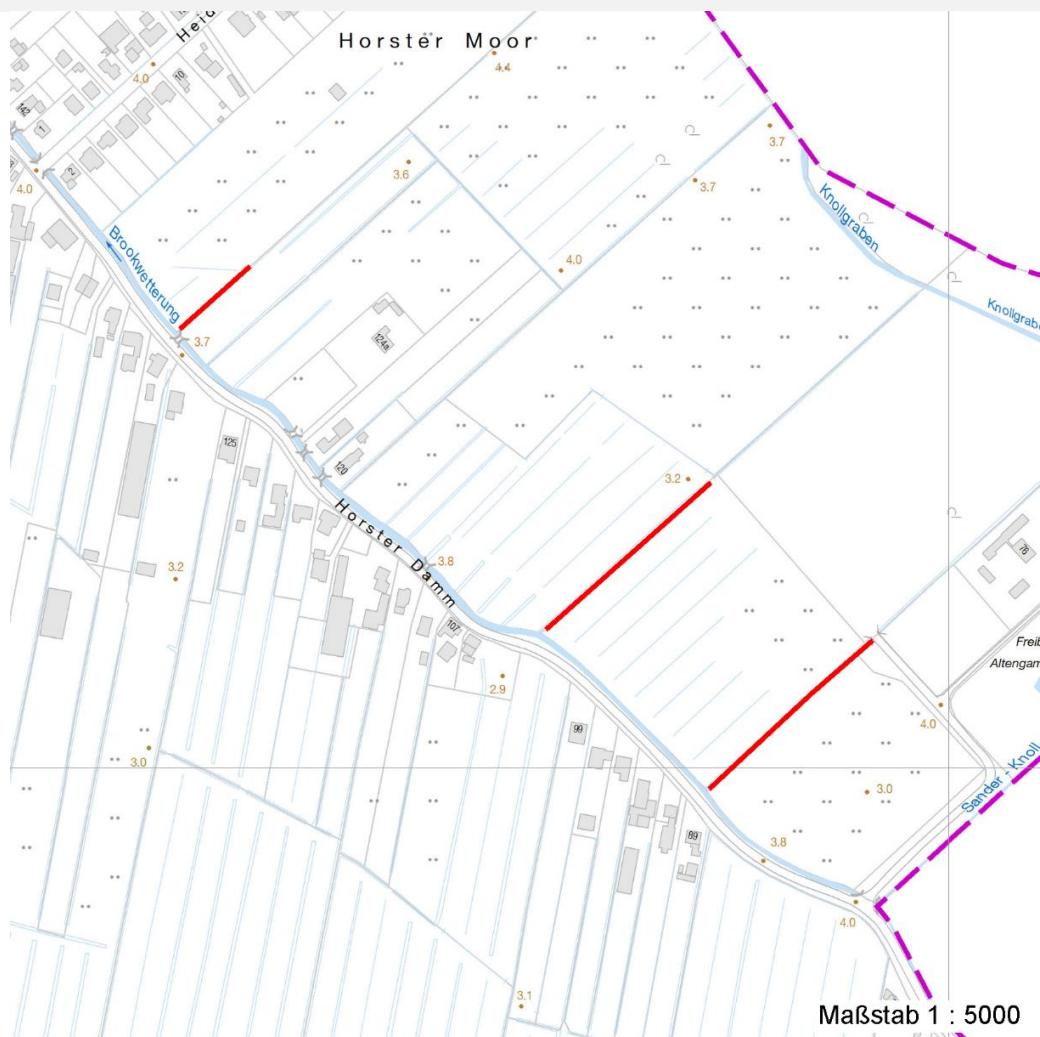 Heid
Horster Moor
4.4
4.0
10
142
1
3.7
2
4.0
3.6
3.7
Knollgraben
Brookwetterung
4.0
Knollgrabe
124a
3.7
125
120
3.2
Horster Damm
3.8
76
3.2
107
Freib
Altengam
2.9
4.0
99
3.0
Sander - Knoll
3.0
89
3.8
4.0
3.1
Maßstab 1 : 5000